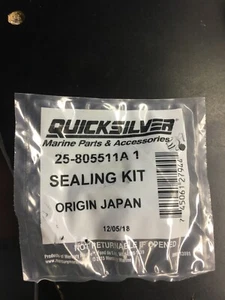 QUICKSILVER
Marine Parts & Accessories
25-805511A 1
SEALING KIT
ORIGIN JAPAN
12/05/18
NOT RETURNABLE IF OPENED